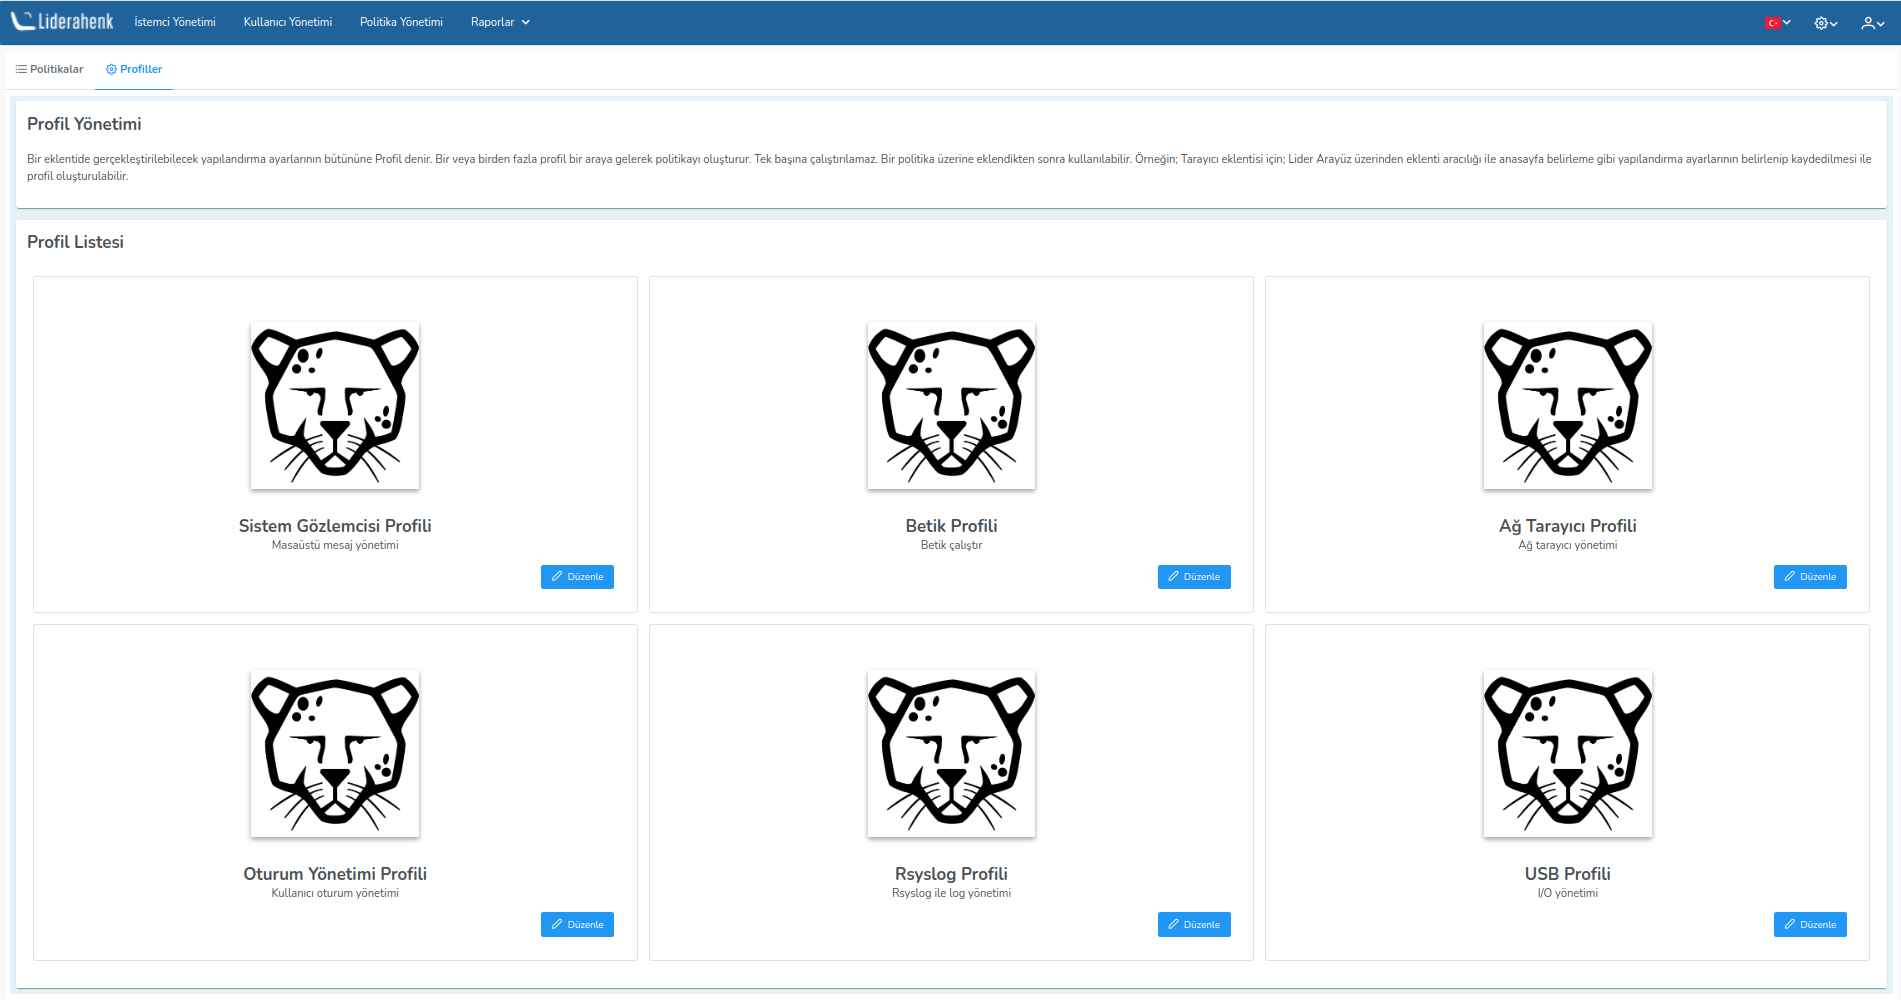 Liderahenk
İstemci Yönetimi
Kullanıcı Yönetimi
Politika Yönetimi
Raporlar
Politikalar
Profiller
Profil Yönetimi
Bir eklentide gerçekleştirilebilecek yapılandırma ayarlarının bütününe Profil denir. Bir veya birden fazla profil bir araya gelerek politikayı oluşturur. Tek başına çalıştırılamaz. Bir politika üzerine eklendikten sonra kullanılabilir. Örneğin; Tarayıcı eklentisi için; Lider Arayüz üzerinden eklenti aracılığı ile anasayfa belirleme gibi yapılandırma ayarlarının belirlenip kaydedilmesi ile
profil oluşturulabilir.
Profil Listesi
Sistem Gözlemcisi Profili
Masaüstü mesaj yönetimi
Düzenle
Betik Profili
Betik çalıştır
Düzenle
Ağ Tarayıcı Profili
Ağ tarayıcı yönetimi
Düzenle
Oturum Yönetimi Profili
Kullanıcı oturum yönetimi
Düzenle
Rsyslog Profili
Rsyslog ile log yönetimi
Düzenle
USB Profili
I/O yönetimi
Düzenle